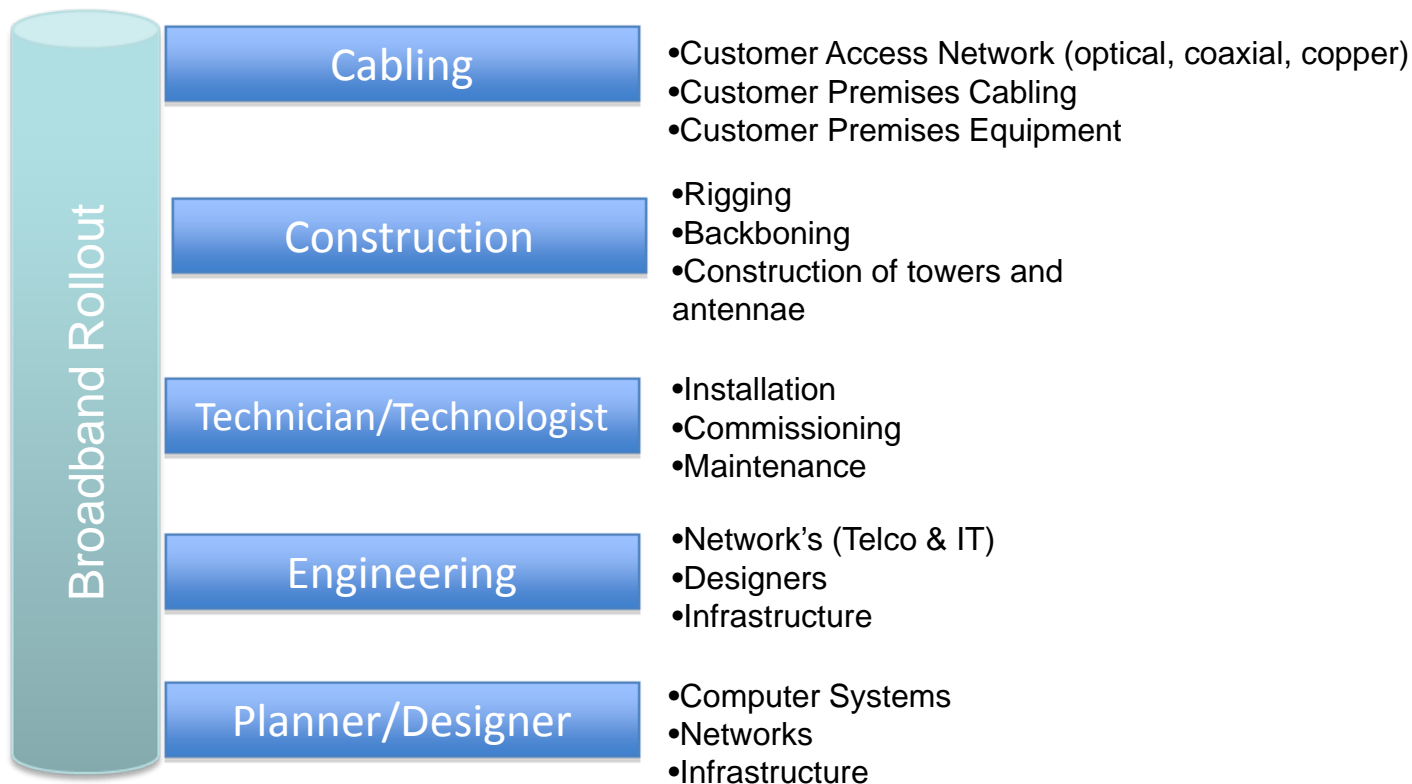 Broadband Rollout
Cabling
•Customer Access Network (optical, coaxial, copper)
•Customer Premises Cabling
•Customer Premises Equipment
Construction
•Rigging
•Backboning
•Construction of towers and
antennae
Technician/Technologist
•Installation
•Commissioning
•Maintenance
Engineering
•Network's (Telco & IT)
•Designers
•Infrastructure
Planner/Designer
•Computer Systems
•Networks
•Infrastructure